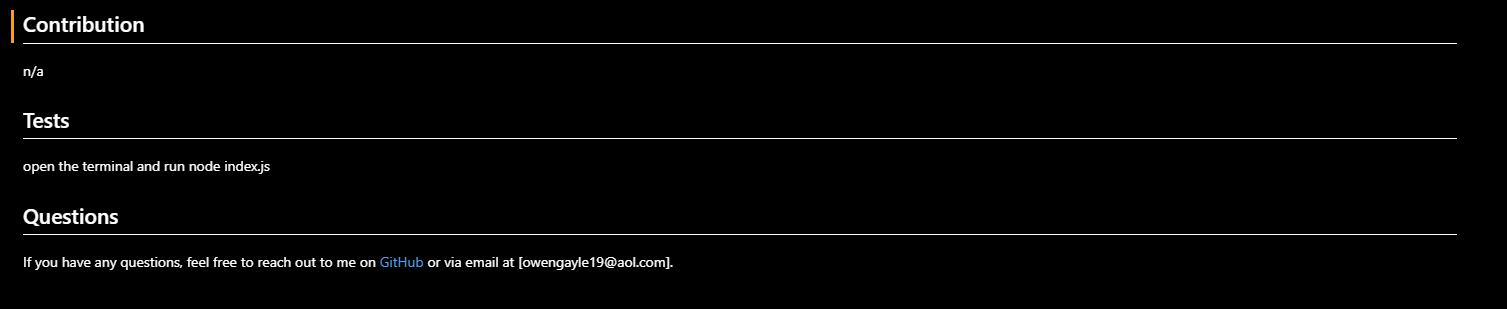 Contribution
n/a
Tests
open the terminal and run node index.js
Questions
If you have any questions, feel free to reach out to me on GitHub or via email at [owengayle19@aol.com].